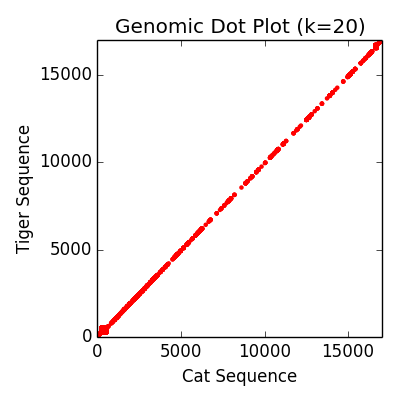 Genomic Dot Plot (k=20)
15000
10000
5000
0
Tiger Sequence
0 5000 10000 15000
Cat Sequence